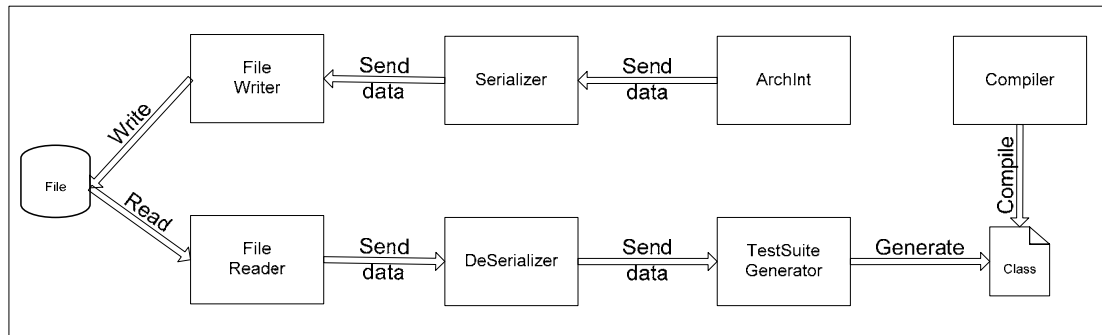 File
Writer
Send
data
Serializer
Send
data
ArchInt
Compiler
Write
File
Read
Compile
File
Reader
Send
data
DeSerializer
Send
data
TestSuite
Generator
Generate
Class